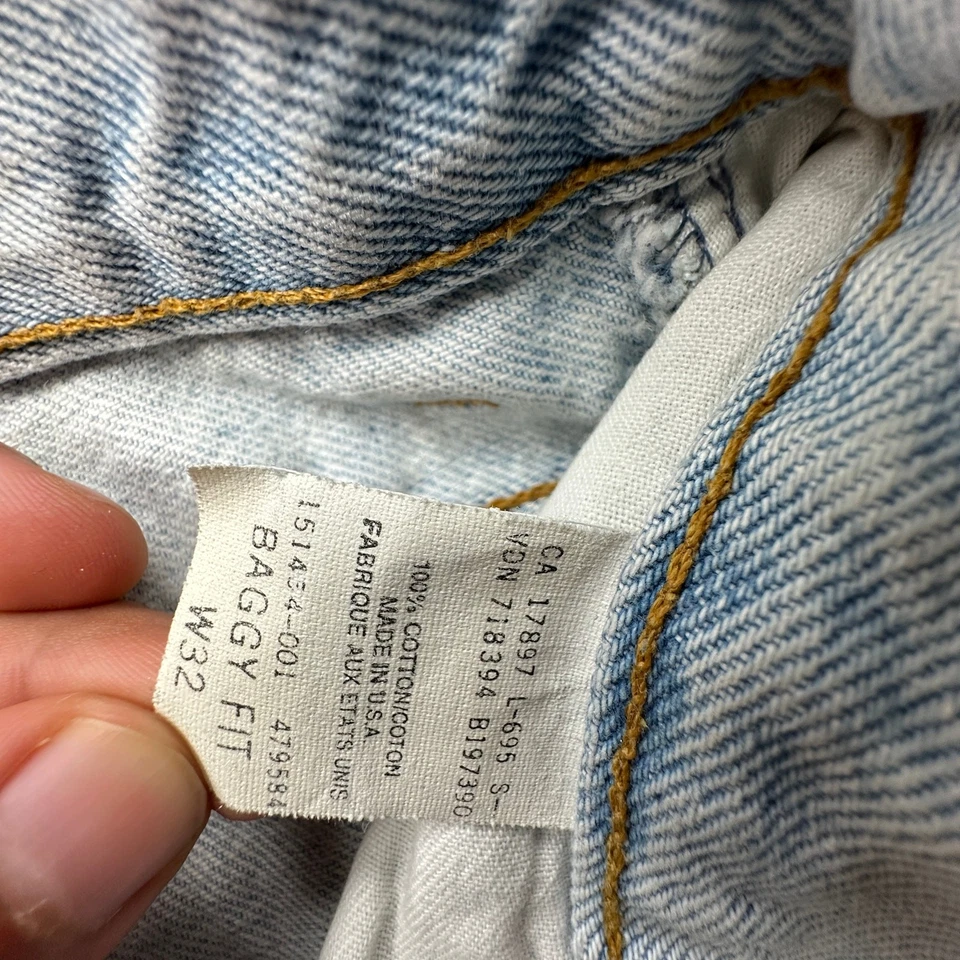 CA 17897 L-695 S-
VDN 718394 B197390
100% COTTON/COTON
MADE IN U.S.A
FABRIQUE AUX ETATS UNIS
151454-001 479584
BAGGY FIT
W32